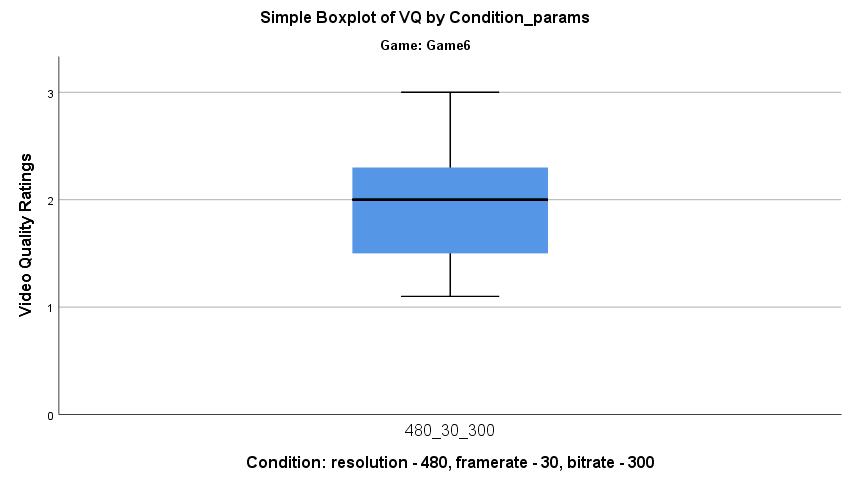 Simple Boxplot of VQ by Condition_params
Game: Game6
Video Quality Ratings
3
2
1
0
480_30_300
Condition: resolution - 480, framerate - 30, bitrate - 300